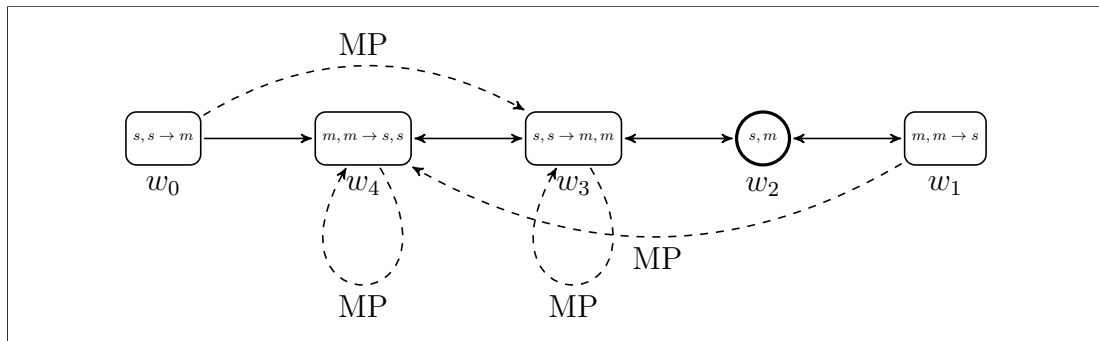 MP
s, s → m
m, m → s, s
s, s → m, m
s, m
m, m → s
w₀
w₄
w₃
w₂
w₁
MP
MP
MP